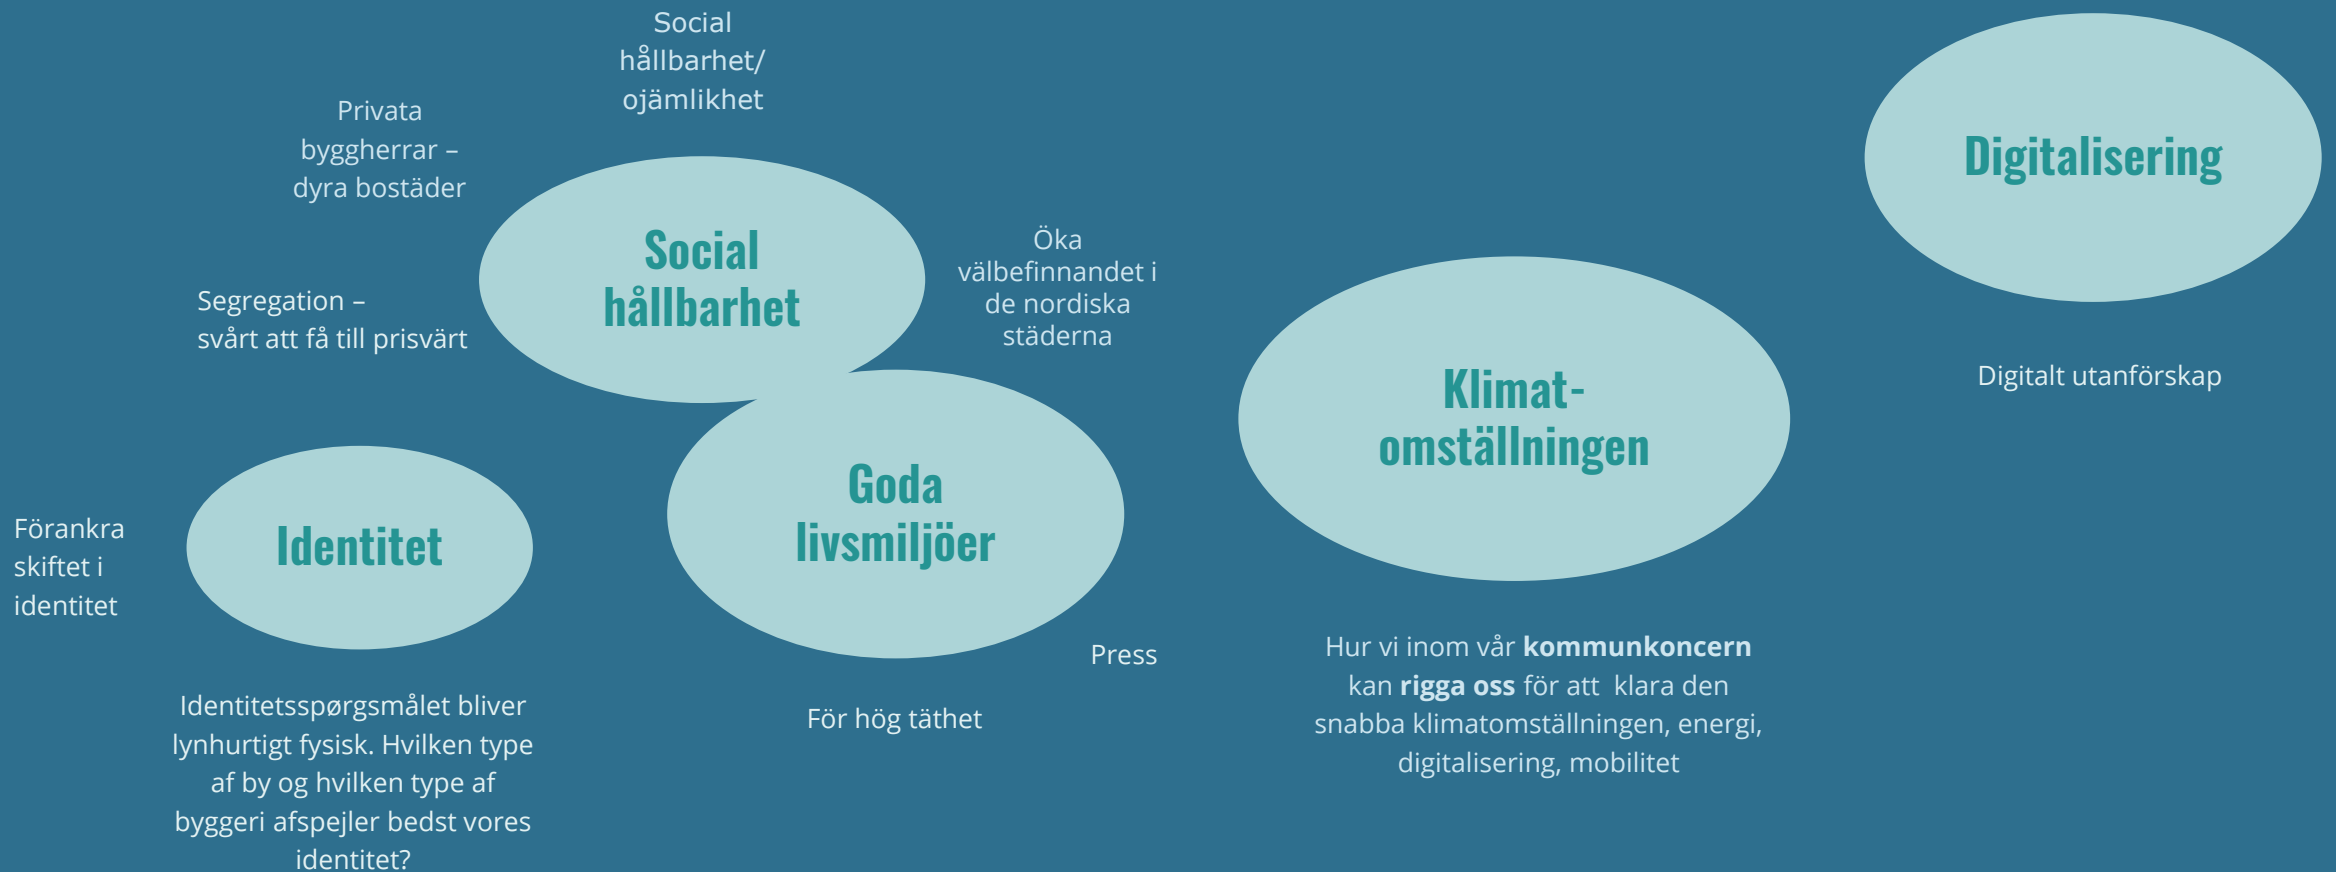 Social
hållbarhet/
ojämlikhet
Privata
byggherrar –
dyra bostäder
Segregation –
svårt att få till prisvärt
Social
hållbarhet
Öka
välbefinnandet i
de nordiska
städerna
Förankra
skiftet i
identitet
Identitet
Identitetsspørgsmålet bliver
lynhurtigt fysisk. Hvilken type
af by og hvilken type af
byggeri afspejler bedst vores
identitet?
Goda
livsmiljöer
Press
För hög täthet
Klimat-
omställningen
Hur vi inom vår kommunkoncern
kan rigga oss för att klara den
snabba klimatomställningen, energi,
digitalisering, mobilitet
Digitalisering
Digitalt utanförskap